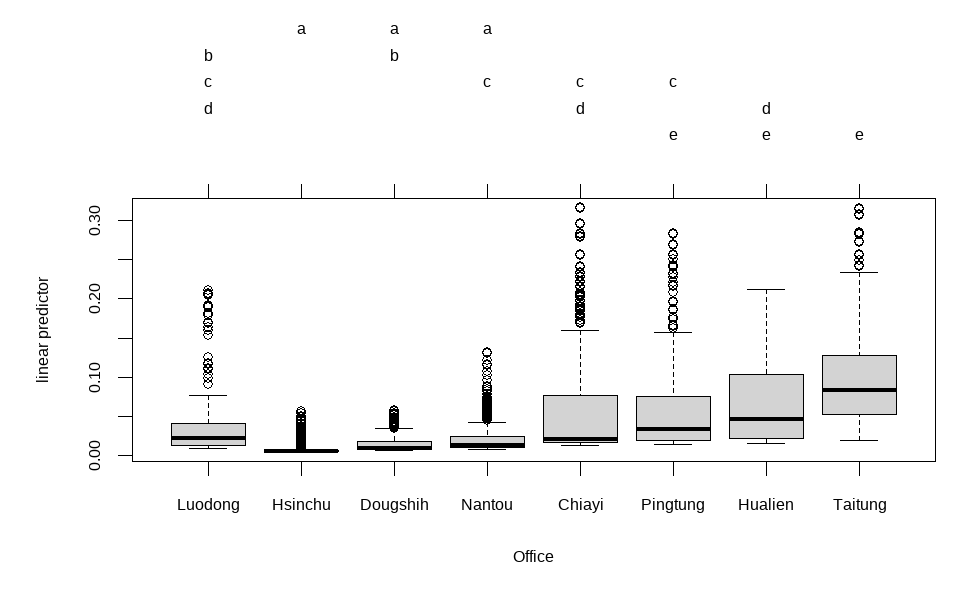 a a a
b b
c c c c
d d d
e e e
0.30
0.20
0.10
0.00
linear predictor
Luodong Hsinchu Dougshih Nantou Chiayi Pingtung Hualien Taitung
Office